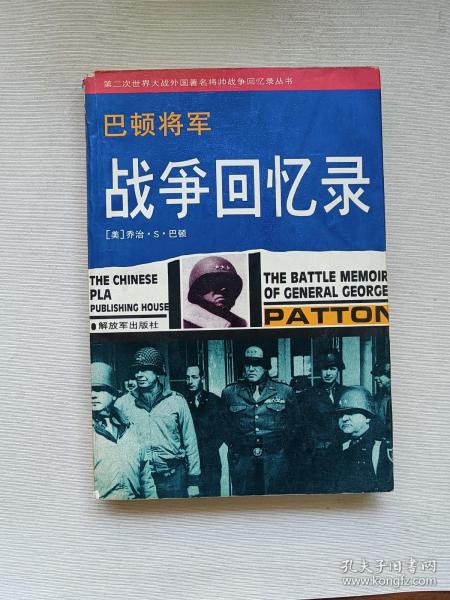 第二次世界大战外国著名将帅战争回忆录丛书
巴顿将军
战争回忆录
[美]乔治·S·巴顿
THE CHINESE
PLA
PUBLISHING HOUSE
●解放军出版社
THE BATTLE MEMOIR
OF GENERAL GEORGE
PATTON
孔夫子旧书网
www.kongfz.com